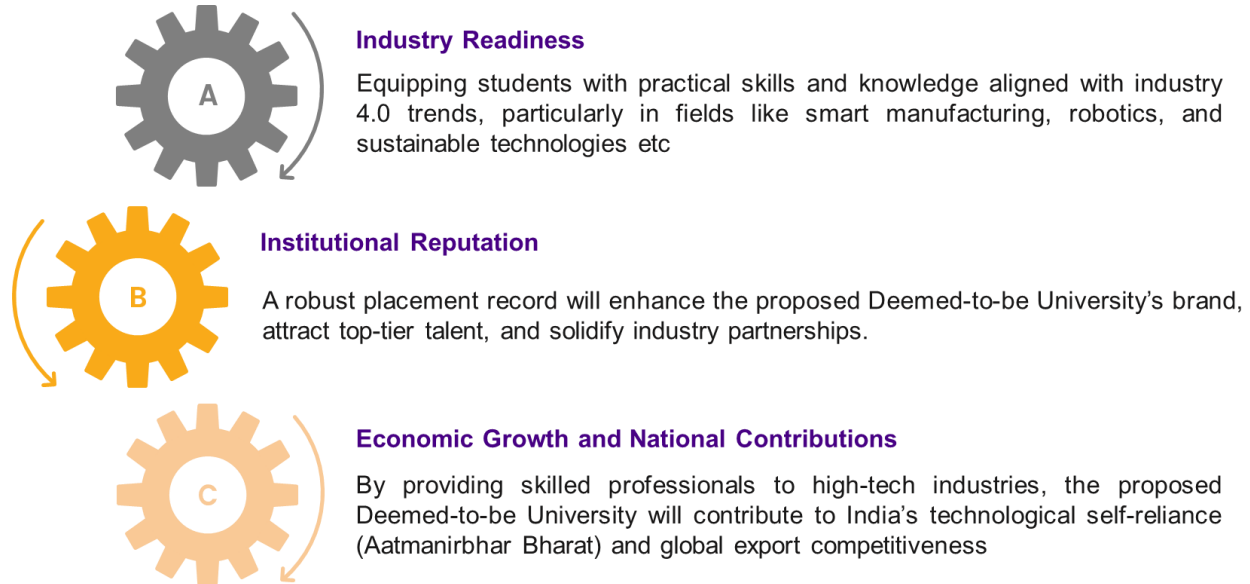 A
Industry Readiness
Equipping students with practical skills and knowledge aligned with industry
4.0 trends, particularly in fields like smart manufacturing, robotics, and
sustainable technologies etc
B
Institutional Reputation
A robust placement record will enhance the proposed Deemed-to-be University’s brand,
attract top-tier talent, and solidify industry partnerships.
C
Economic Growth and National Contributions
By providing skilled professionals to high-tech industries, the proposed
Deemed-to-be University will contribute to India’s technological self-reliance
(Aatmanirbhar Bharat) and global export competitiveness